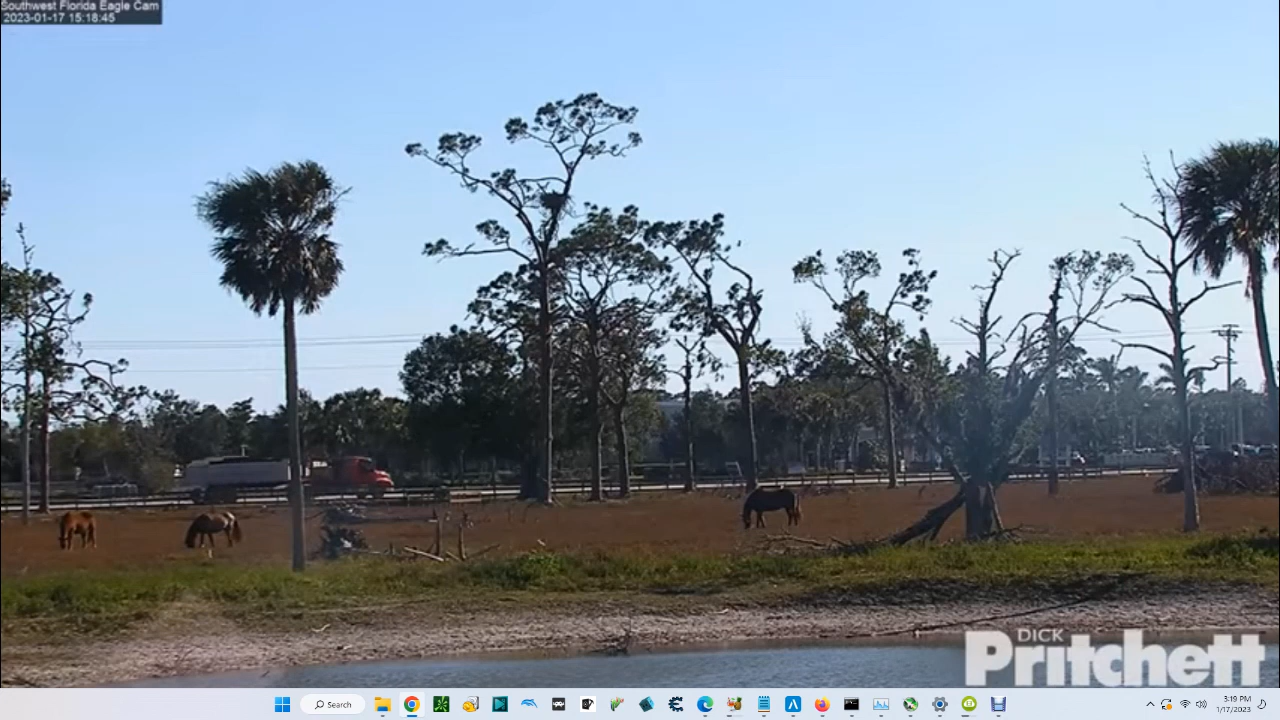 Southwest Florida Eagle Cam
2023-01-17 15:18:45
DICK
Pritchett
Search
3:19 PM
1/17/2023